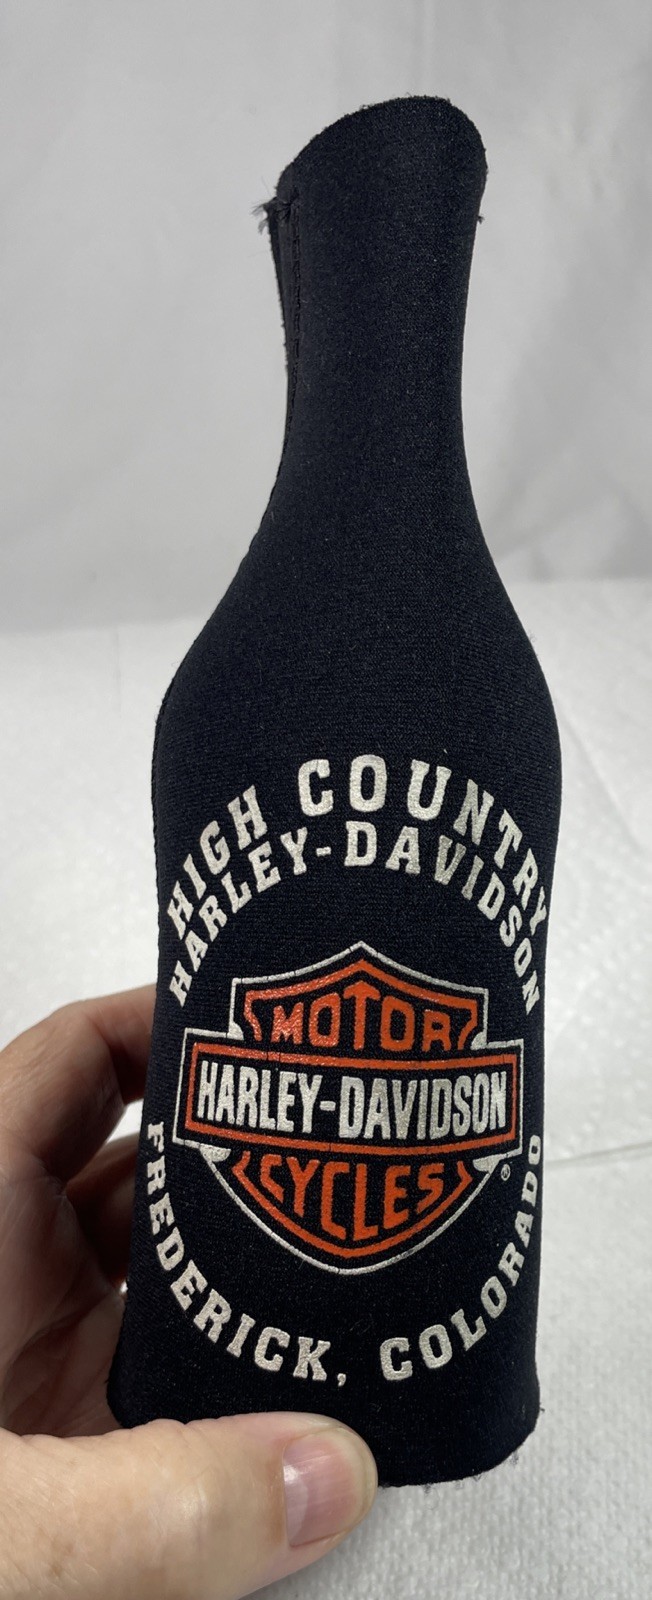 HIGH COUNTRY
HARLEY-DAVIDSON
MOTOR
HARLEY-DAVIDSON
CYCLES
®
FREDERICK, COLORADO